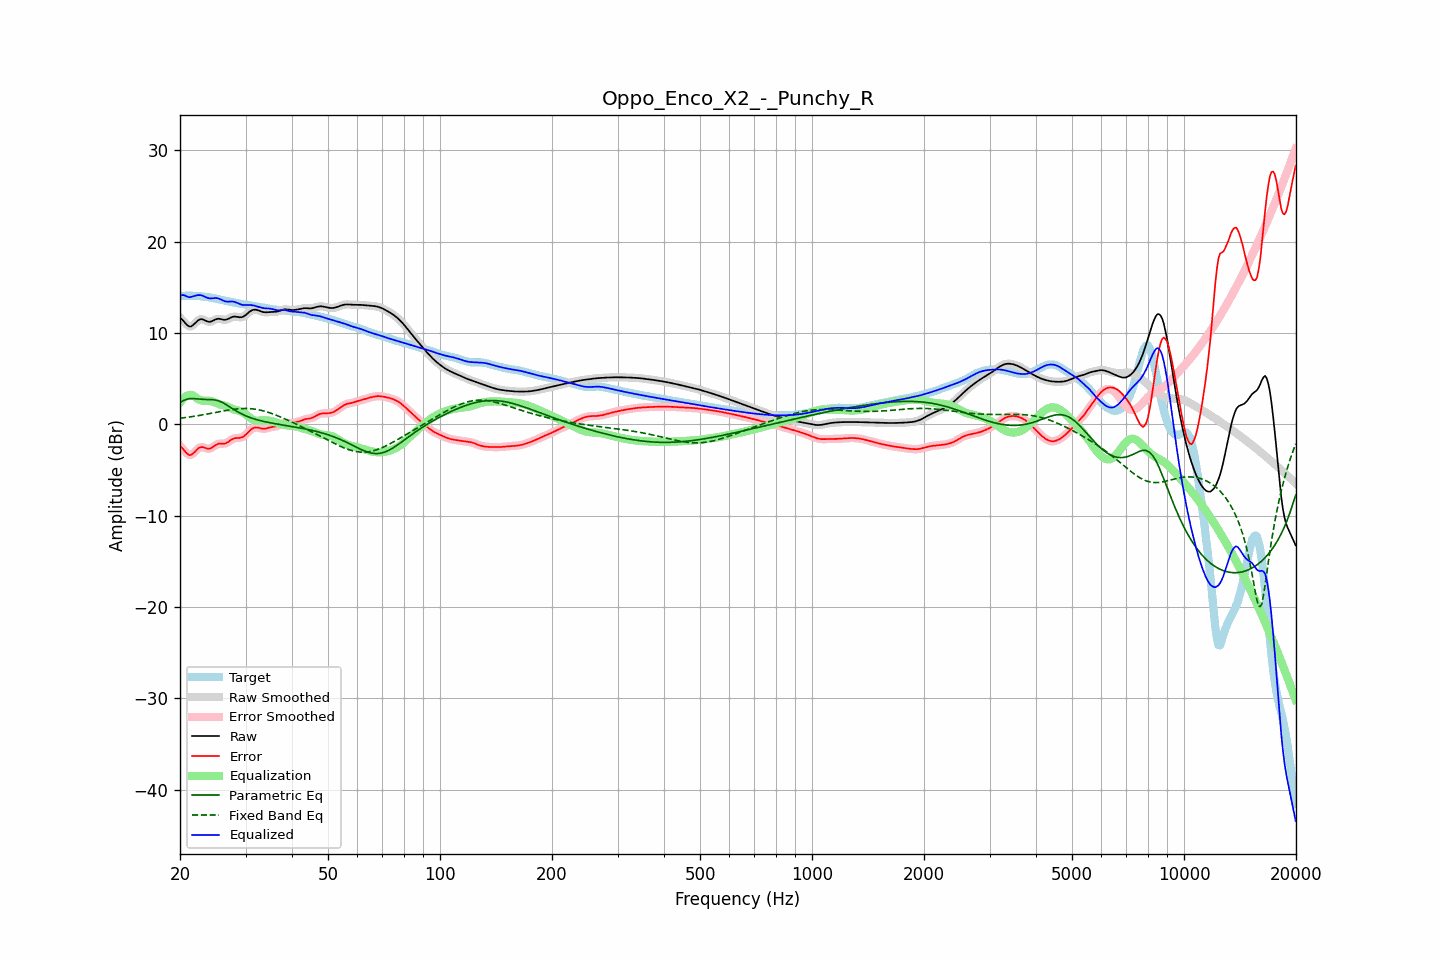 Oppo_Enco_X2_-_Punchy_R
Amplitude (dBr)
30
20
10
0
−10
−20
−30
−40
Target
Raw Smoothed
Error Smoothed
Raw
Error
Equalization
Parametric Eq
Fixed Band Eq
Equalized
20 50 100 200 500 1000 2000 5000 10000 20000
Frequency (Hz)